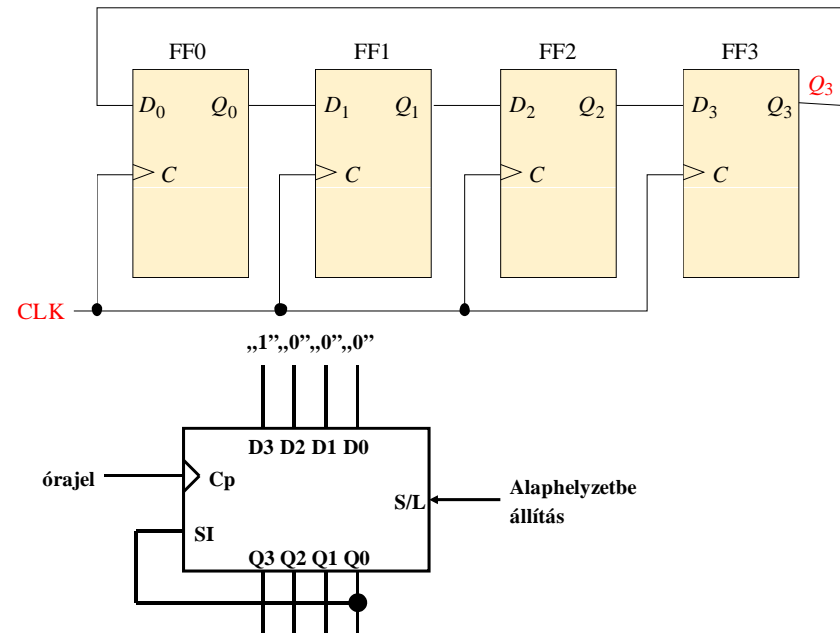 FF0 FF1 FF2 FF3
D0 Q0 D1 Q1 D2 Q2 D3 Q3 Q3
C C C C
CLK
„1”„0”„0”„0”
D3 D2 D1 D0
órajel Cp
S/L Alaphelyzetbe
állítás
SI
Q3 Q2 Q1 Q0